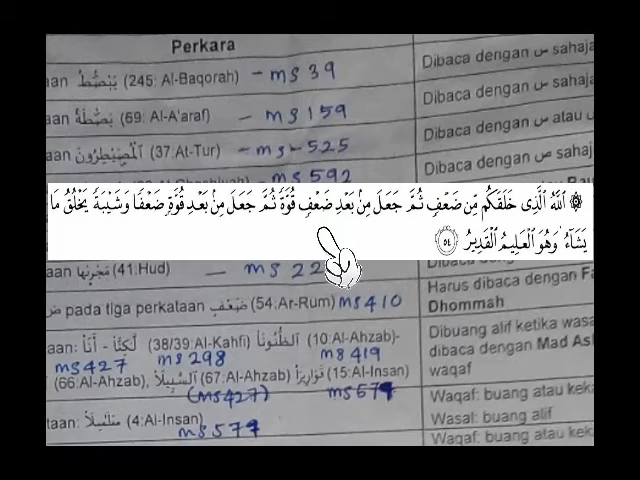 Perkara
aan يَبْصُۜطُ (245: Al-Baqorah) - ms 39 Dibaca dengan س sahaja
aan بَصْۜطَةً (69: Al-A'araf) - ms 159 Dibaca dengan س sahaja
aan ٱلْمُصَۣيْطِرُونَ (37:At-Tur) - ms - 525 Dibaca dengan س atau
- ms 592 Dibaca dengan ص sahaj
۞ ٱللَّهُ ٱلَّذِى خَلَقَكُم مِّن ضَعْفٍ ثُمَّ جَعَلَ مِنۢ بَعْدِ ضَعْفٍ قُوَّةً ثُمَّ جَعَلَ مِنۢ بَعْدِ قُوَّةٍ ضَعْفًا وَشَيْبَةً يَخْلُقُ مَا
يَشَآءُ وَهُوَ ٱلْعَلِيمُ ٱلْقَدِيرُ ٥٤
aan مَجْر۪ىٰهَا (41:Hud) - ms 22
ض pada tiga perkataan ضَعْفٍ (54:Ar-Rum) ms 410 Harus dibaca dengan Fa
Dhommah
aan: لَّٰكِنَّا۠ - أَنَا۠ (38/39:Al-Kahfi) ٱلظُّنُونَا۠ (10:Al-Ahzab)- Dibuang alif ketika wasa
ms 427 ms 298 ms 419 dibaca dengan Mad Asl
(66:Al-Ahzab), ٱلسَّبِيلَا۠ (67:Al-Ahzab) قَوَارِيرَا۠ (15:Al-Insan) waqaf
(ms 427) ms 579 Waqaf: buang atau keka
taan: سَلَٰسِلَا۟ (4:Al-Insan) Wasal: buang alif
ms 579 Waqaf: buang atau keka